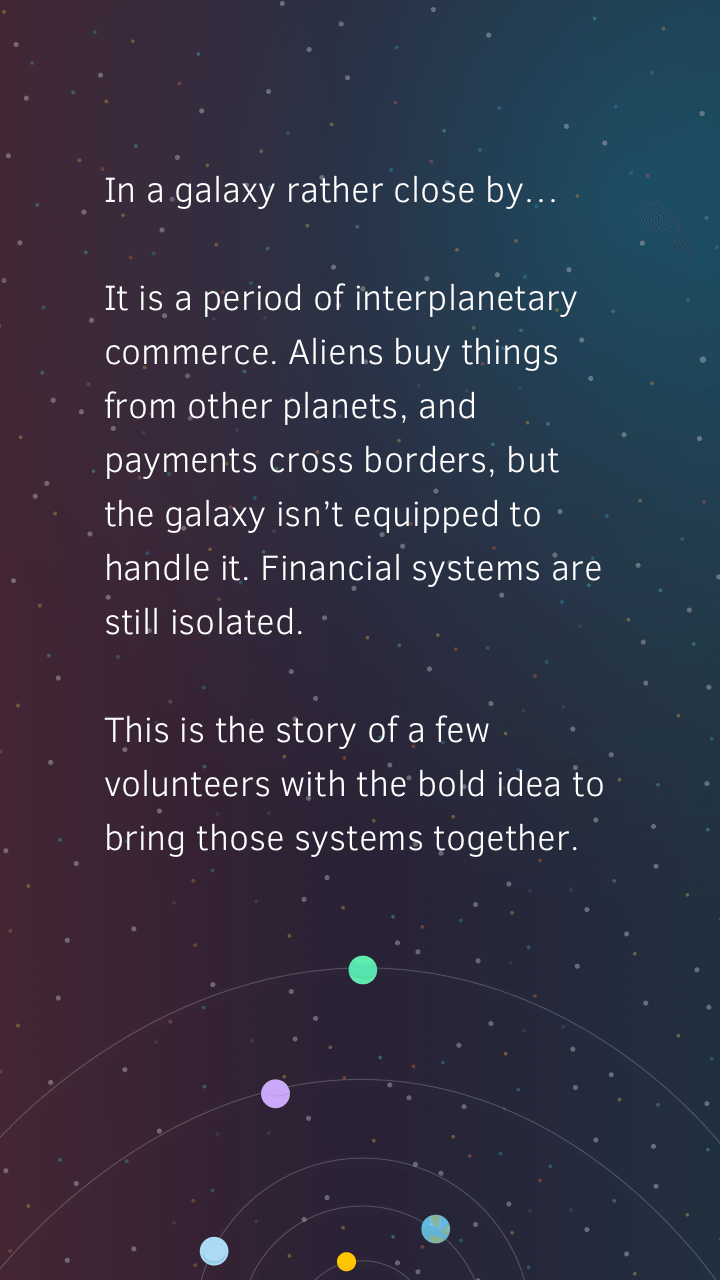 In a galaxy rather close by…
It is a period of interplanetary
commerce. Aliens buy things
from other planets, and
payments cross borders, but
the galaxy isn’t equipped to
handle it. Financial systems are
still isolated.
This is the story of a few
volunteers with the bold idea to
bring those systems together.